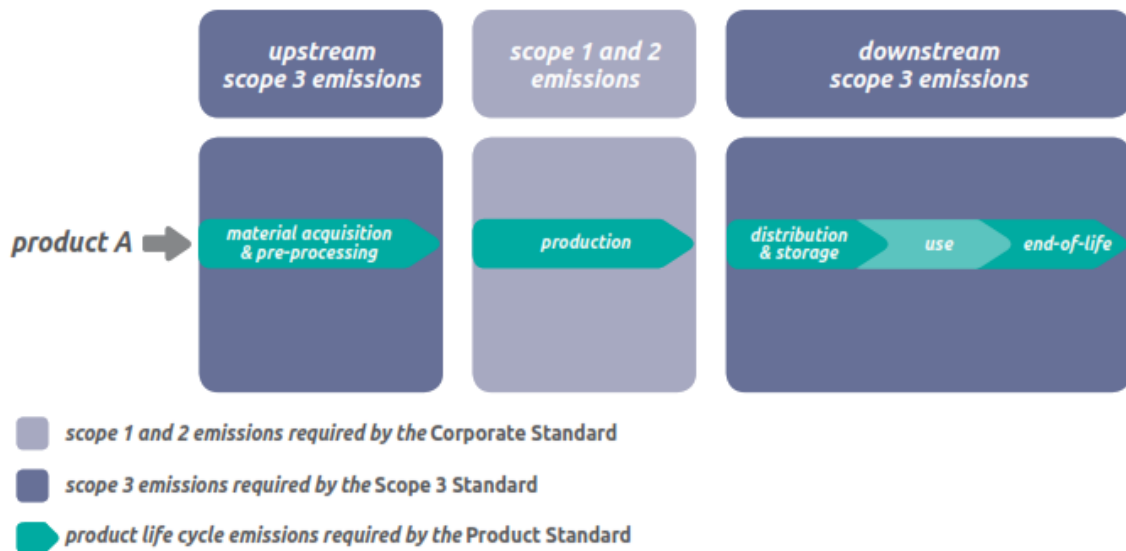 upstream
scope 3 emissions
scope 1 and 2
emissions
downstream
scope 3 emissions
product A
material acquisition
& pre-processing
production
distribution
& storage
use
end-of-life
scope 1 and 2 emissions required by the Corporate Standard
scope 3 emissions required by the Scope 3 Standard
product life cycle emissions required by the Product Standard